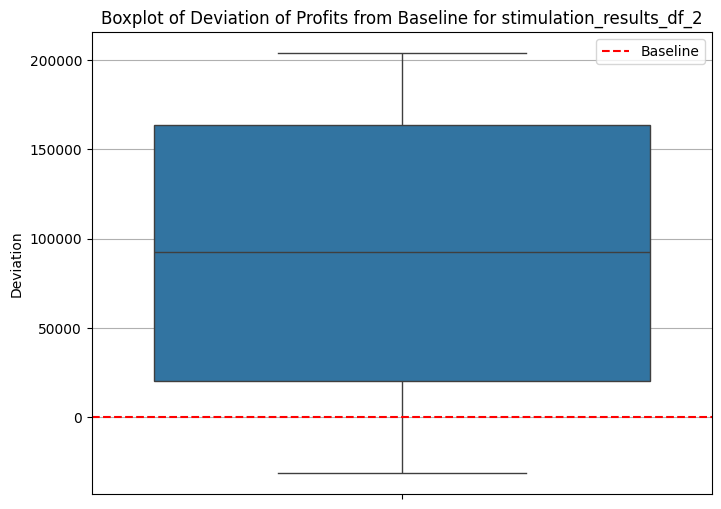 Boxplot of Deviation of Profits from Baseline for stimulation_results_df_2
Baseline
200000
150000
100000
50000
0
Deviation